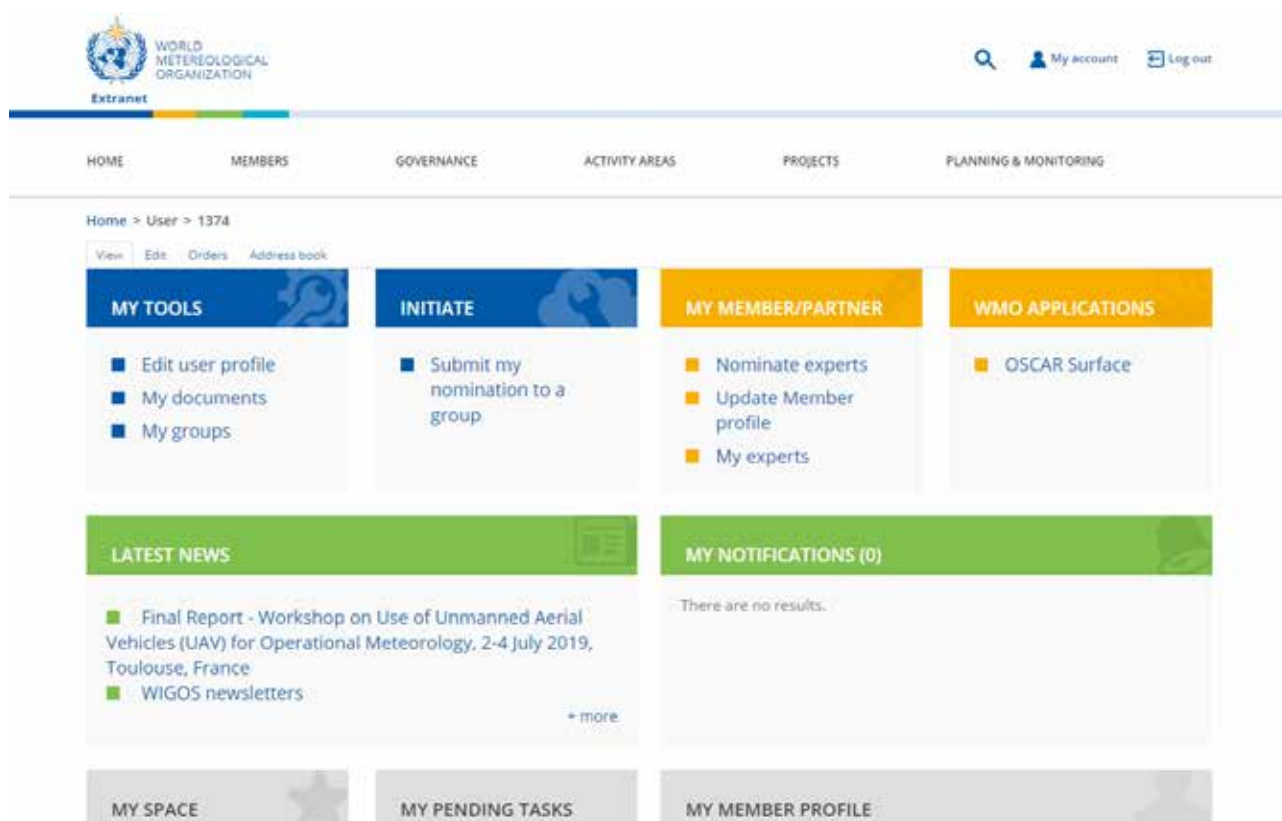 WORLD
METEREOLOGICAL
ORGANIZATION
Extranet
My account
Log out
HOME MEMBERS GOVERNANCE ACTIVITY AREAS PROJECTS PLANNING & MONITORING
Home > User > 1374
View Edit Orders Address book
MY TOOLS
Edit user profile
My documents
My groups
INITIATE
Submit my
nomination to a
group
MY MEMBER/PARTNER
Nominate experts
Update Member
profile
My experts
WMO APPLICATIONS
OSCAR Surface
LATEST NEWS
Final Report - Workshop on Use of Unmanned Aerial
Vehicles (UAV) for Operational Meteorology, 2-4 July 2019,
Toulouse, France
WIGOS newsletters
+ more
MY NOTIFICATIONS (0)
There are no results.
MY SPACE
MY PENDING TASKS
MY MEMBER PROFILE